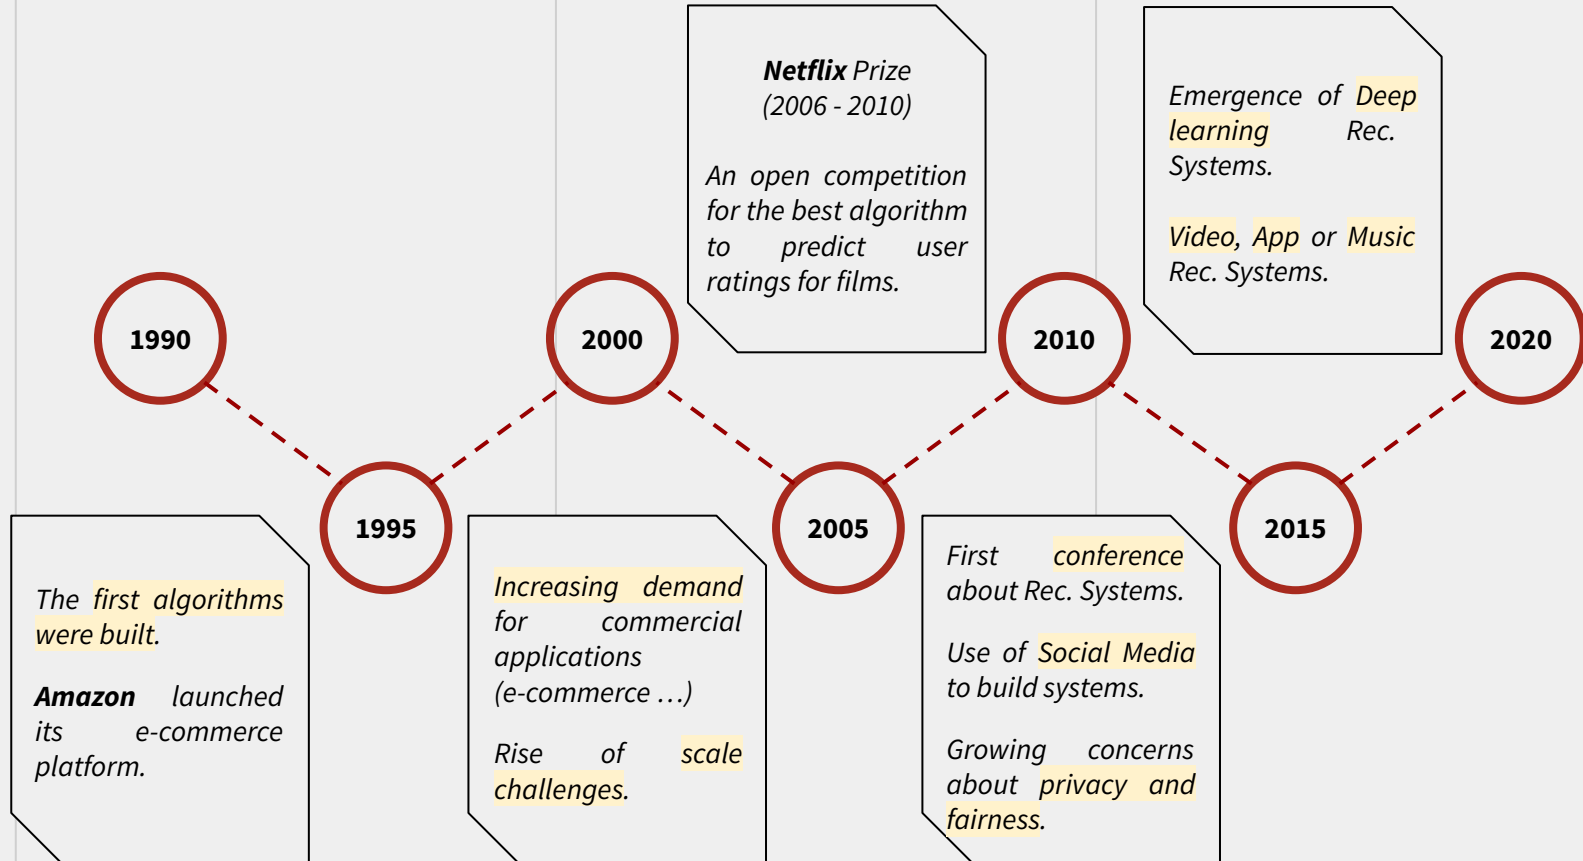 Netflix Prize
(2006 - 2010)
An open competition
for the best algorithm
to predict user
ratings for films.
Emergence of Deep
learning Rec.
Systems.
Video, App or Music
Rec. Systems.
1990
2000
2010
2020
1995
2005
2015
The first algorithms
were built.
Amazon launched
its e-commerce
platform.
Increasing demand
for commercial
applications
(e-commerce …)
Rise of scale
challenges.
First conference
about Rec. Systems.
Use of Social Media
to build systems.
Growing concerns
about privacy and
fairness.